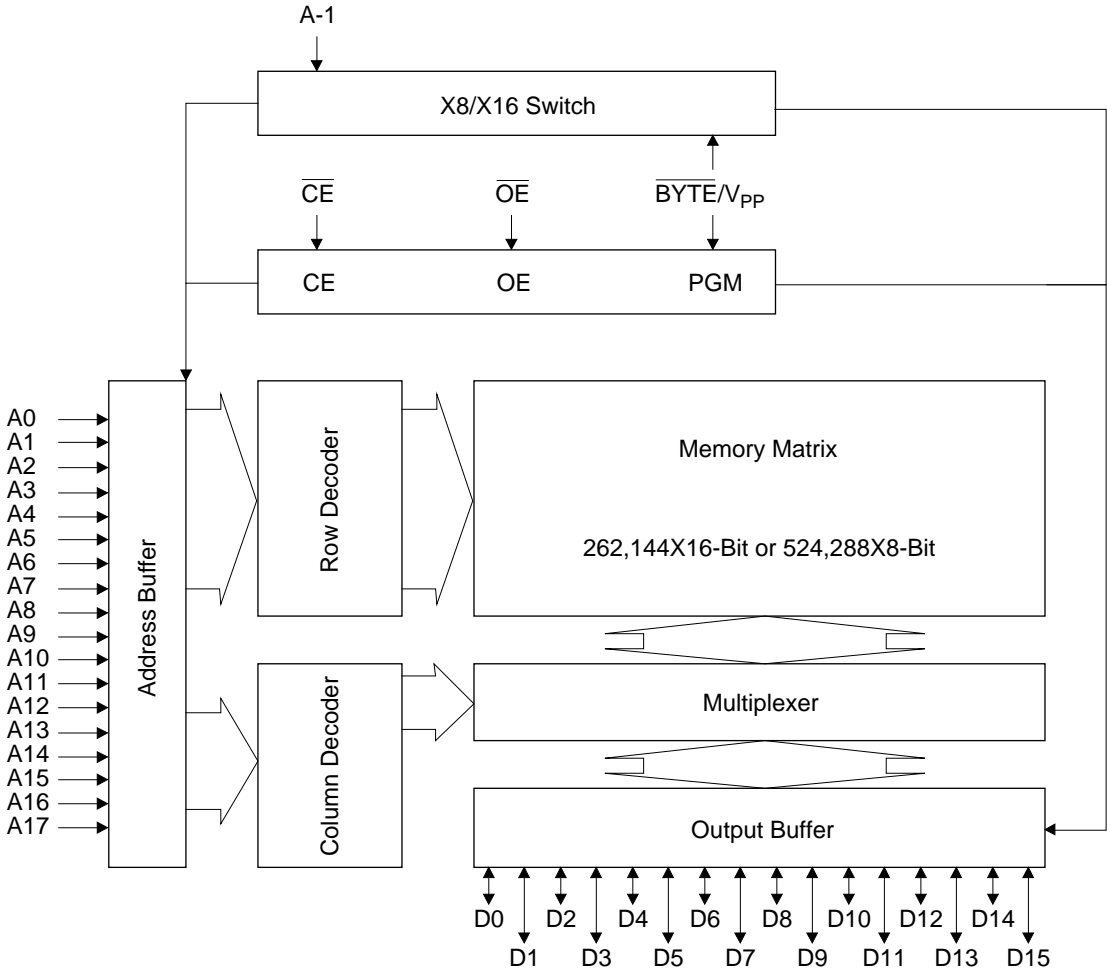 A-1
X8/X16 Switch
C̅E̅ O̅E̅ B̅Y̅T̅E̅/VPP
CE OE PGM
A0
A1
A2
A3
A4
A5
A6
A7
A8
A9
A10
A11
A12
A13
A14
A15
A16
A17
Address Buffer
Row Decoder
Memory Matrix
262,144X16-Bit or 524,288X8-Bit
Column Decoder
Multiplexer
Output Buffer
D0 D2 D4 D6 D8 D10 D12 D14
D1 D3 D5 D7 D9 D11 D13 D15